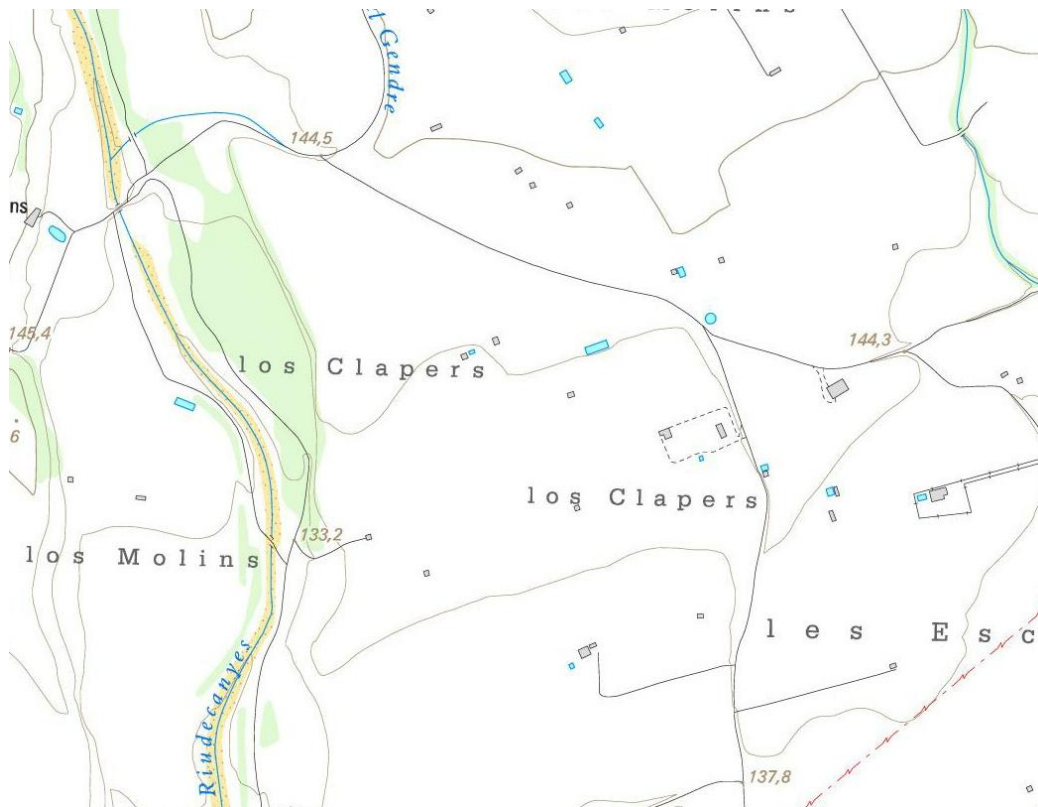 l Gendre
144,5
ns
145,4
144,3
los Clapers
6
los Clapers
133,2
los Molins
les Esc
Riudecanyes
137,8